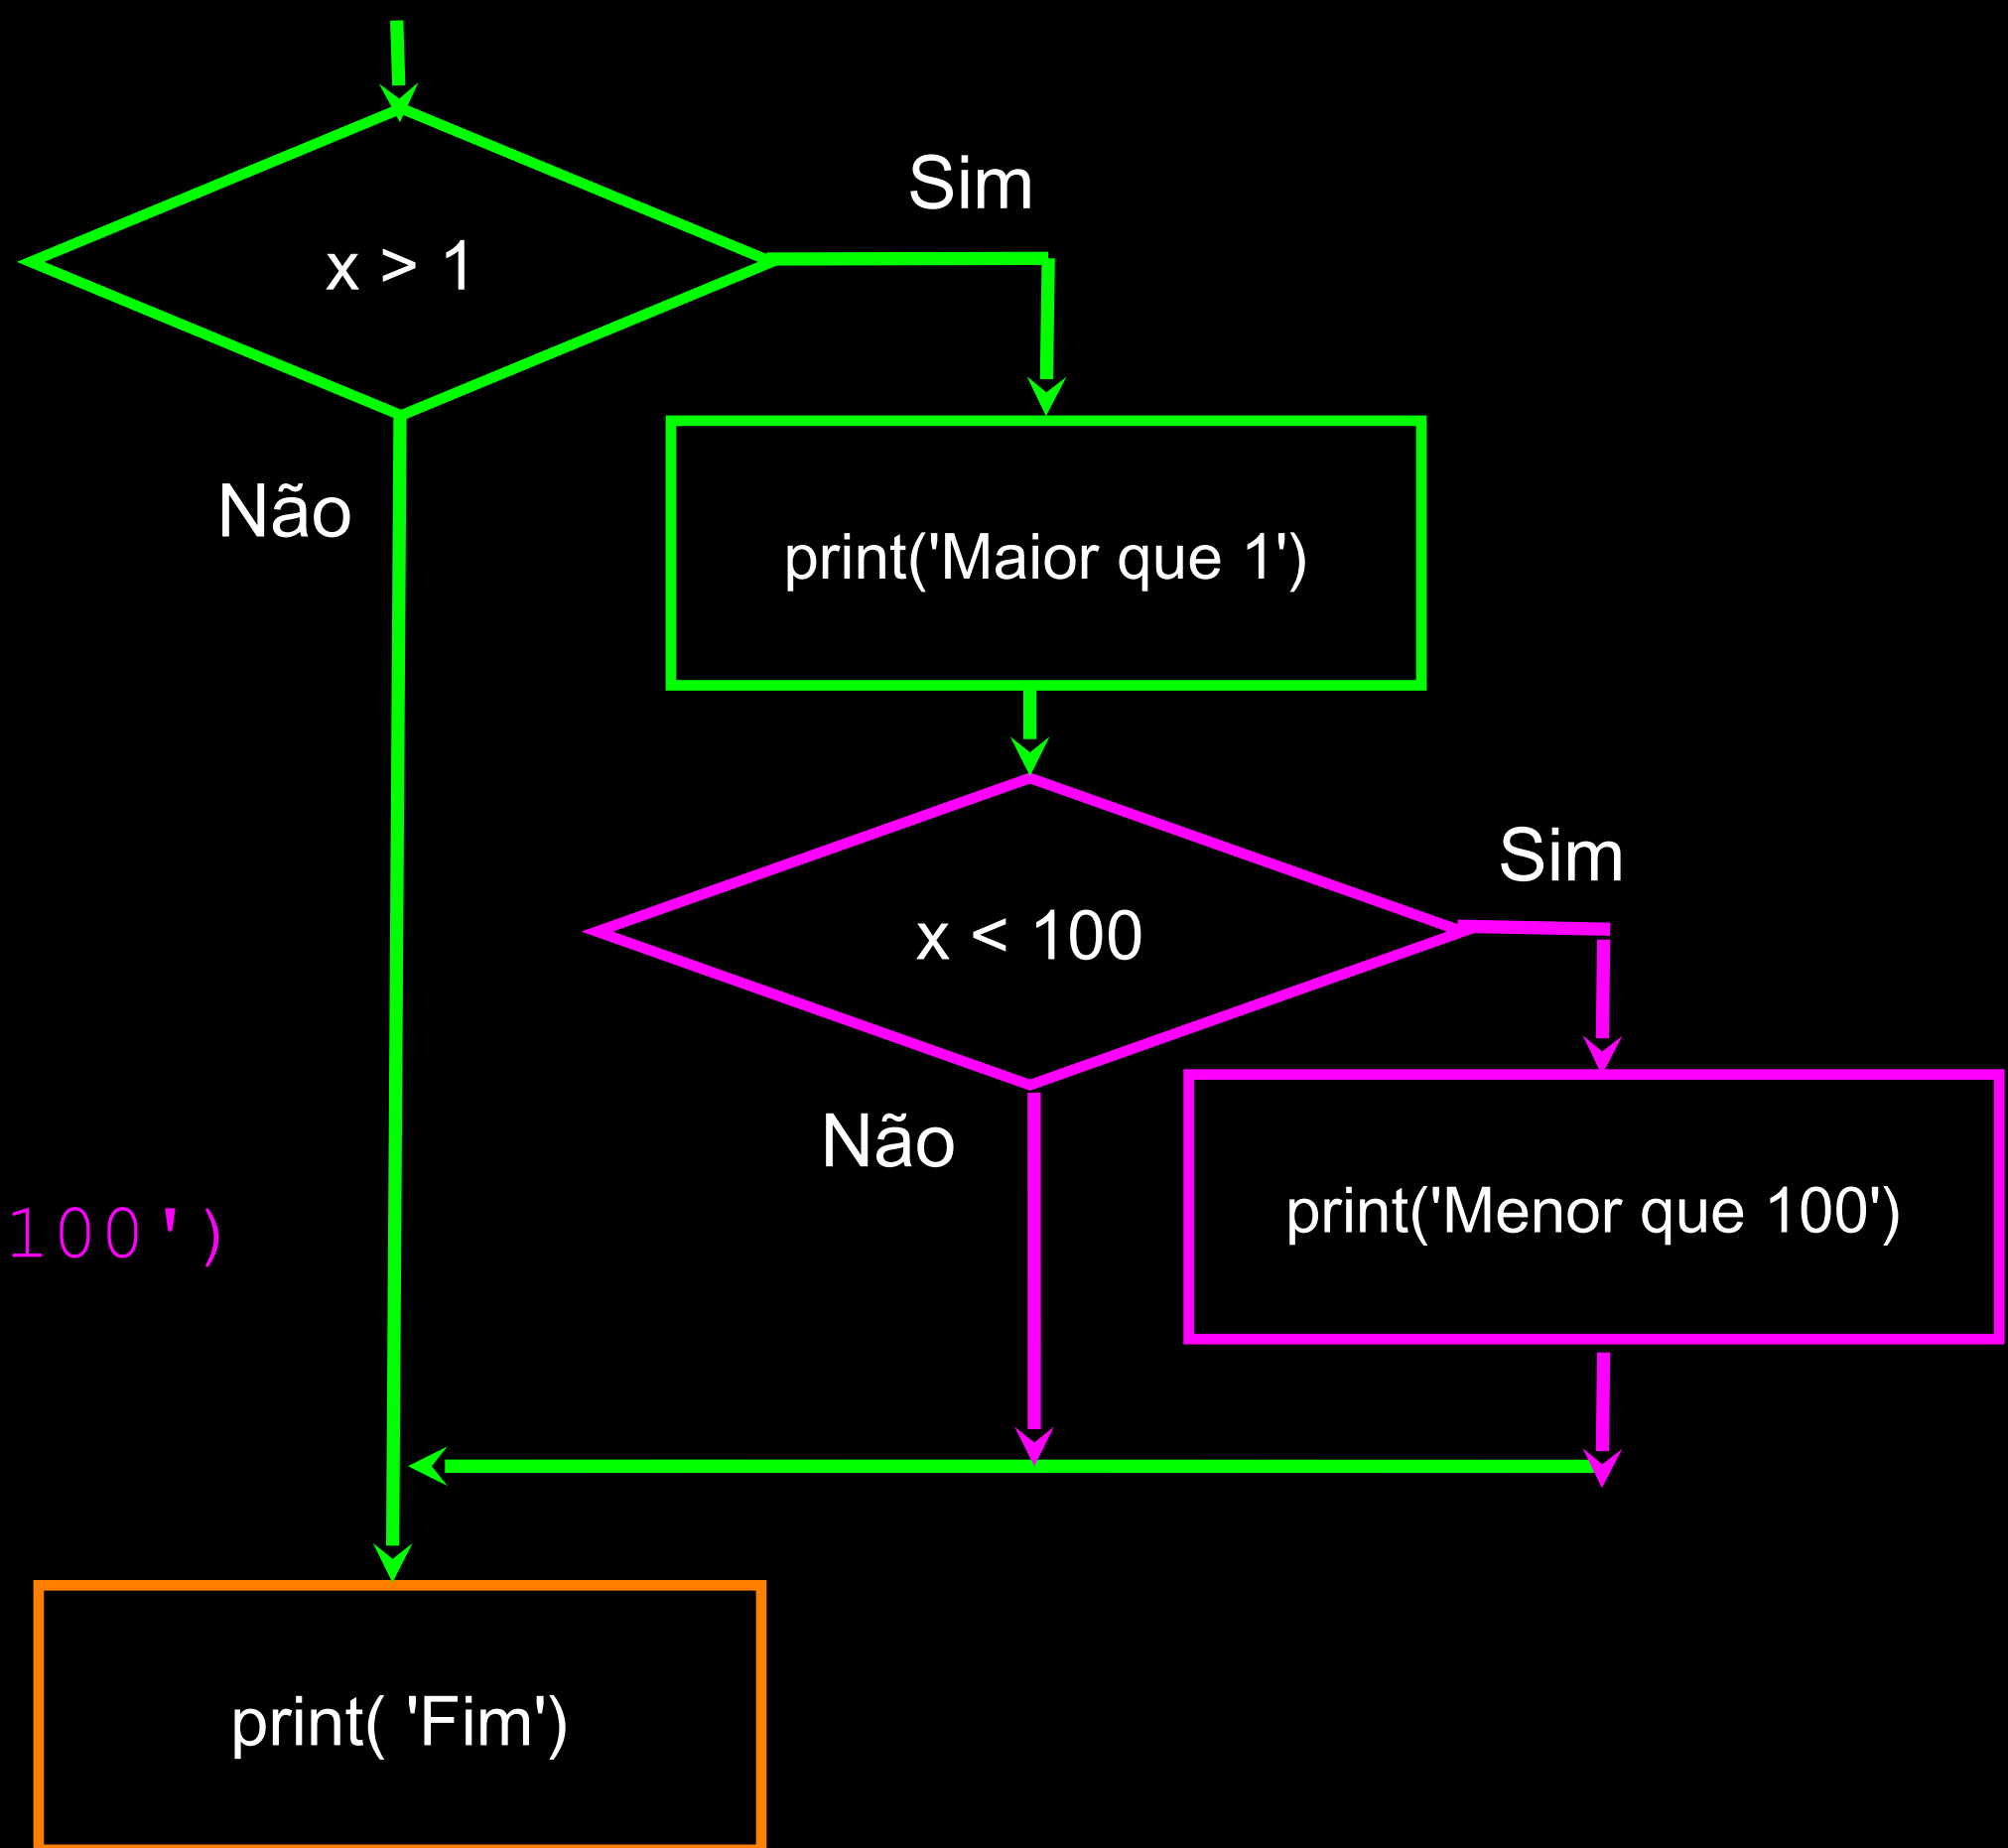 Sim
x > 1
Não
print('Maior que 1')
Sim
x < 100
Não
print('Menor que 100')
100')
print( 'Fim')